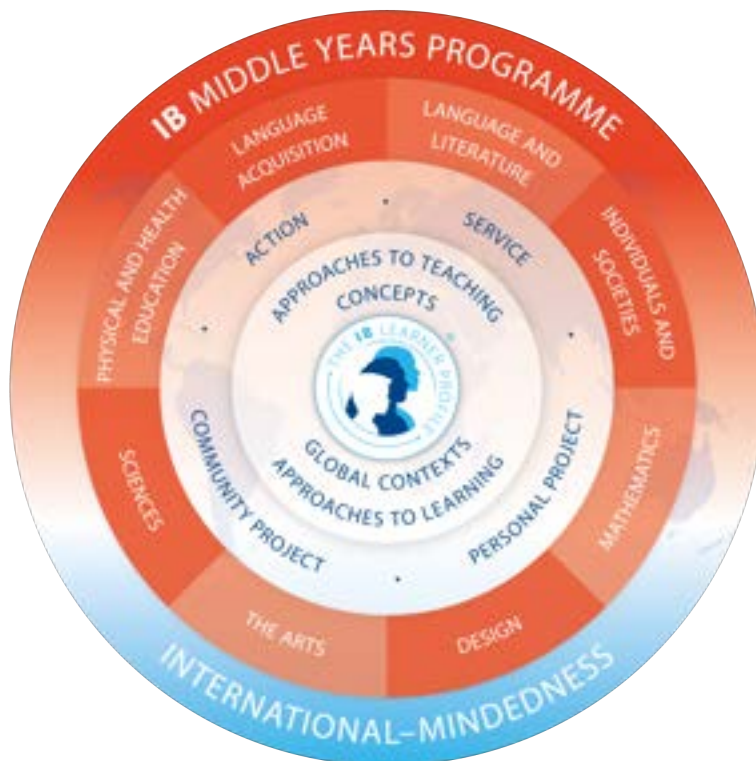 IB MIDDLE YEARS PROGRAMME
LANGUAGE
ACQUISITION
LANGUAGE AND
LITERATURE
INDIVIDUALS AND
SOCIETIES
MATHEMATICS
DESIGN
THE ARTS
SCIENCES
PHYSICAL AND HEALTH
EDUCATION
ACTION
SERVICE
PERSONAL PROJECT
COMMUNITY PROJECT
APPROACHES TO TEACHING
CONCEPTS
THE IB LEARNER PROFILE
®
GLOBAL CONTEXTS
APPROACHES TO LEARNING
INTERNATIONAL–MINDEDNESS